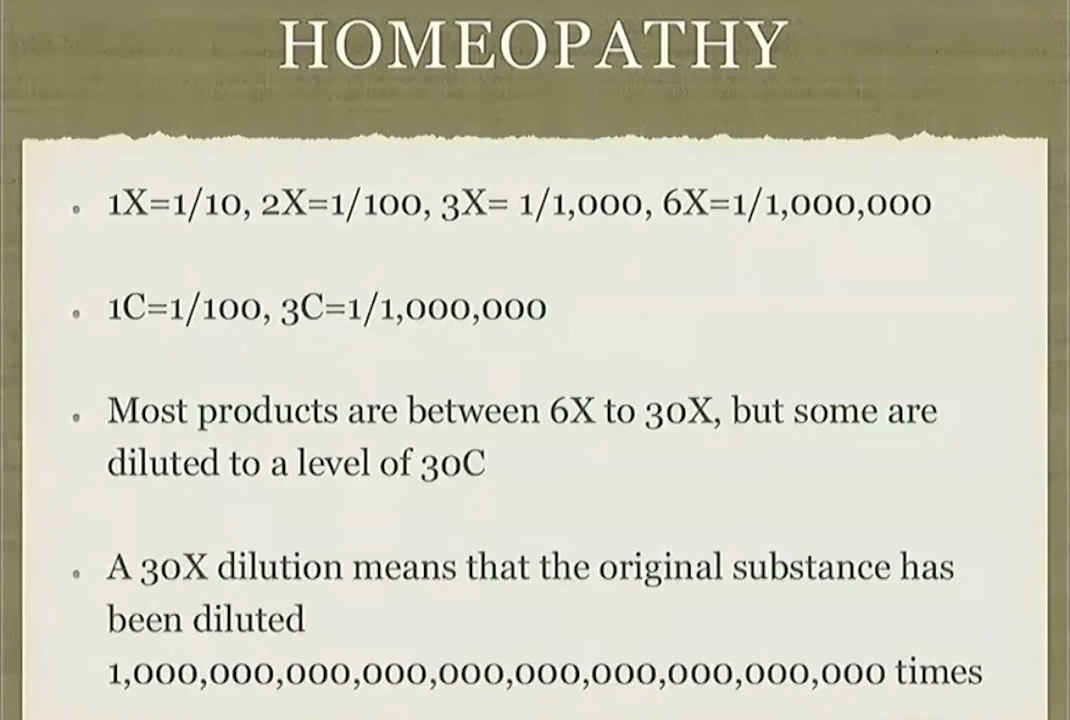 HOMEOPATHY
• 1X=1/10, 2X=1/100, 3X= 1/1,000, 6X=1/1,000,000
• 1C=1/100, 3C=1/1,000,000
• Most products are between 6X to 30X, but some are
diluted to a level of 30C
• A 30X dilution means that the original substance has
been diluted
1,000,000,000,000,000,000,000,000,000,000 times